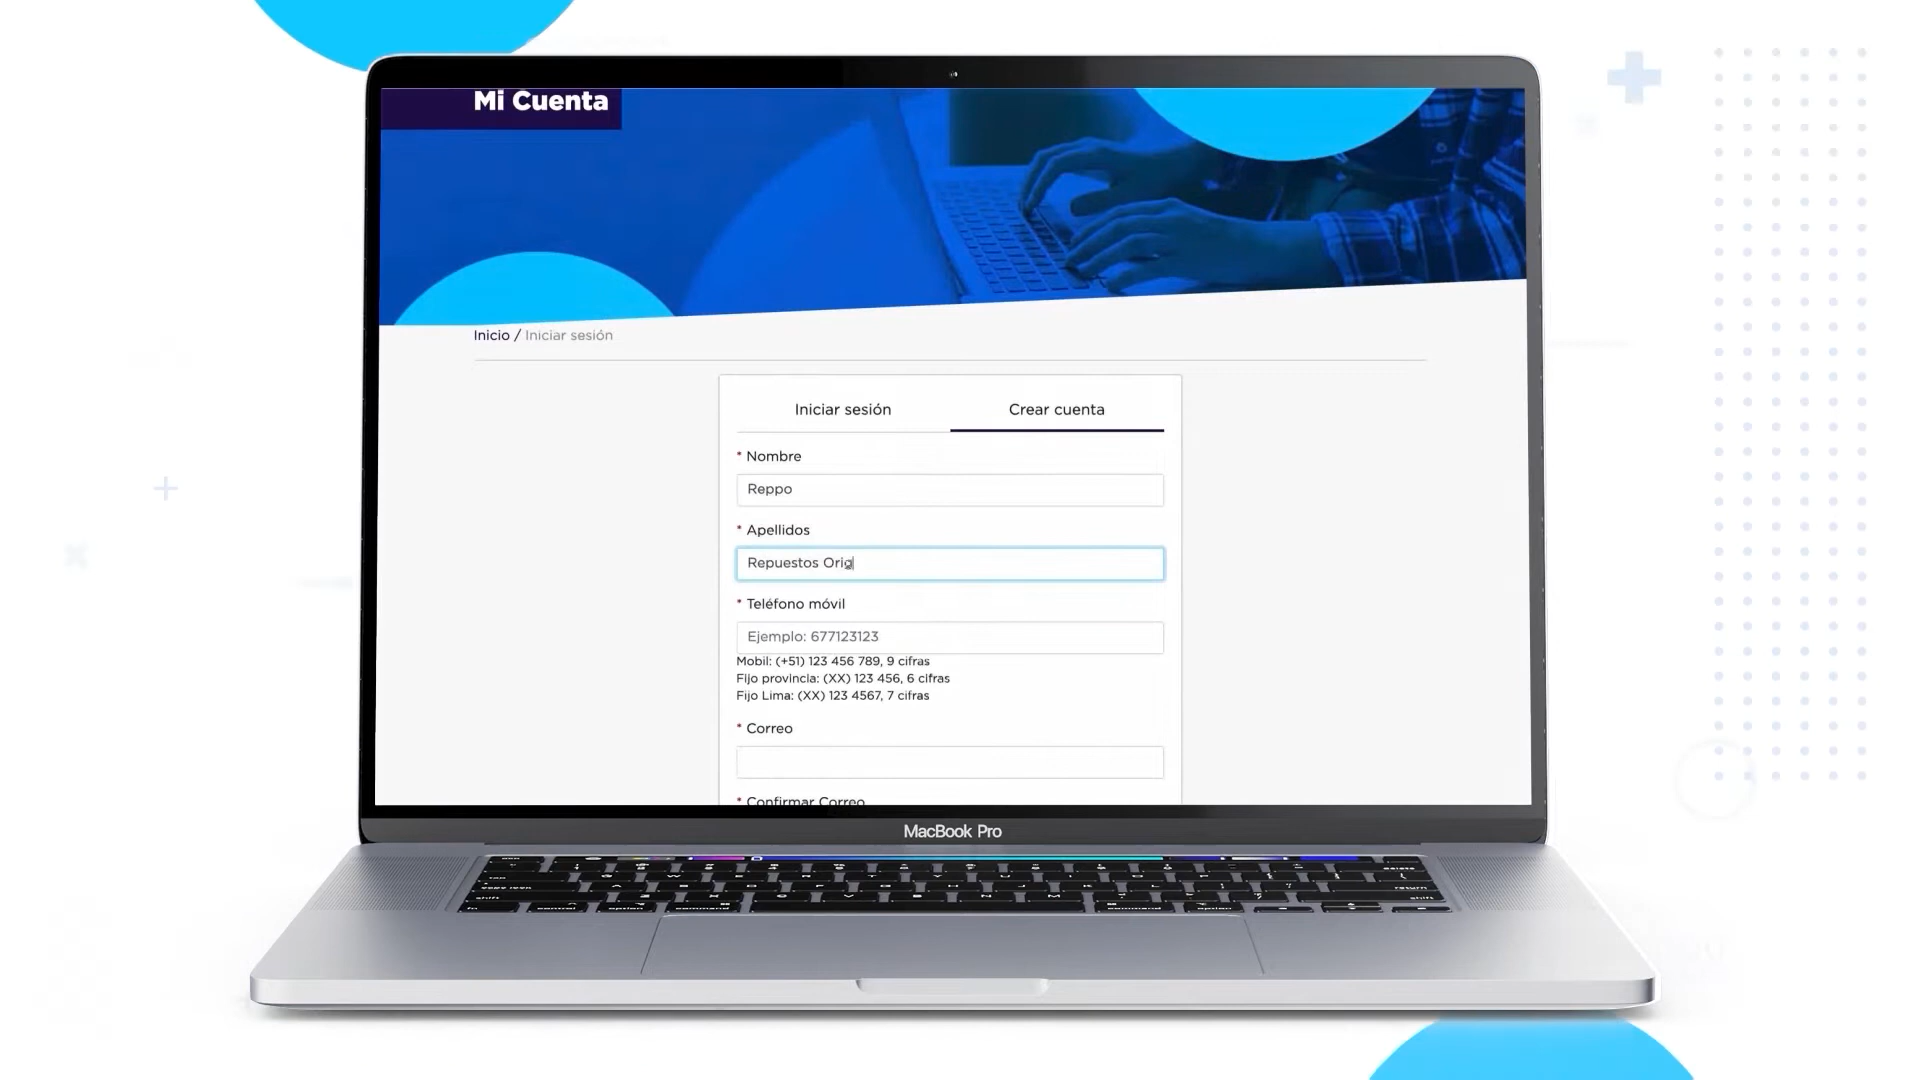 Mi Cuenta
Inicio / Iniciar sesión
Iniciar sesión
Crear cuenta
* Nombre
Reppo
* Apellidos
Repuestos Orig
* Teléfono móvil
Ejemplo: 677123123
Mobil: (+51) 123 456 789, 9 cifras
Fijo provincia: (XX) 123 456, 6 cifras
Fijo Lima: (XX) 123 4567, 7 cifras
* Correo
* Confirmar Correo
MacBook Pro